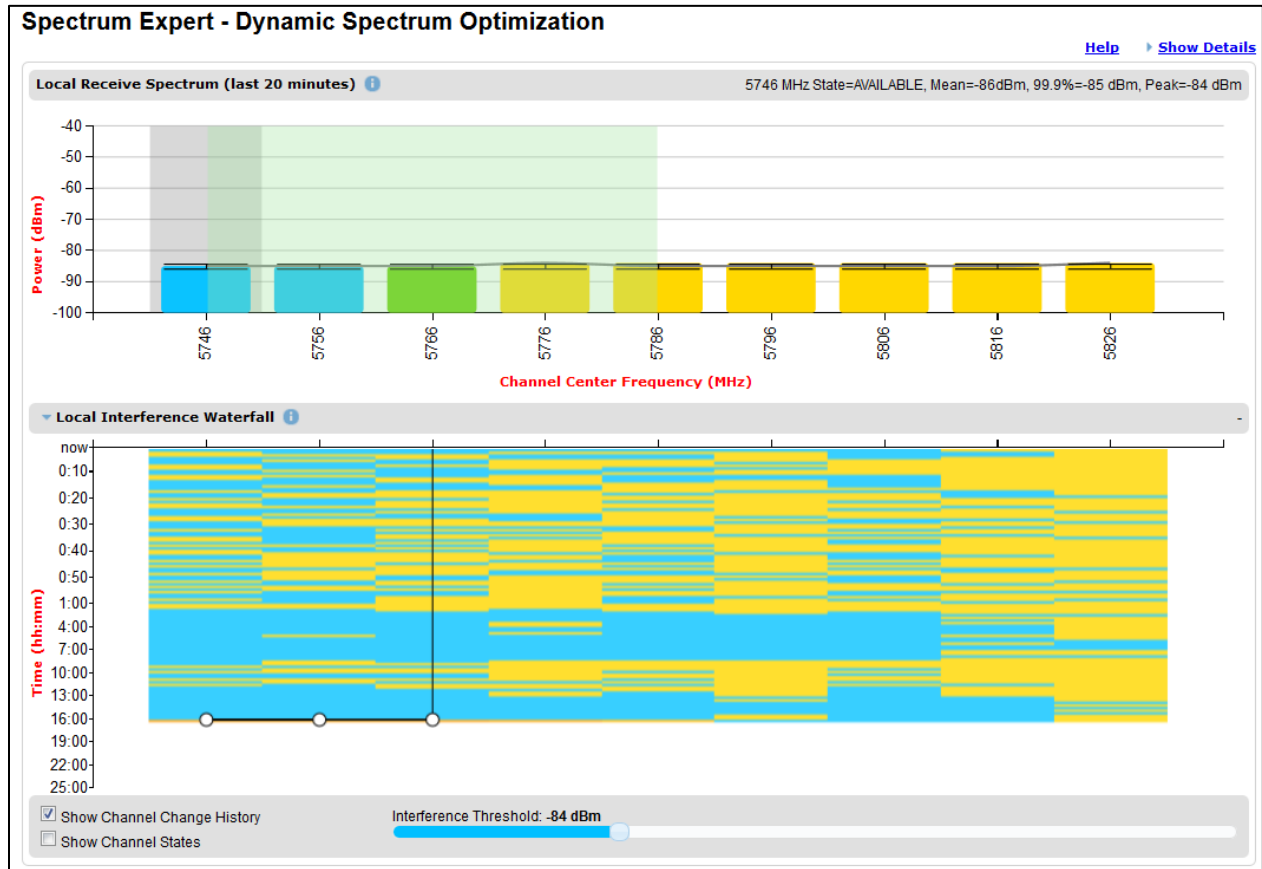 Spectrum Expert - Dynamic Spectrum Optimization
Help Show Details
Local Receive Spectrum (last 20 minutes) 5746 MHz State=AVAILABLE, Mean=-86dBm, 99.9%=-85 dBm, Peak=-84 dBm
Power (dBm)
-40
-50
-60
-70
-80
-90
-100
5746 5756 5766 5776 5786 5796 5806 5816 5826
Channel Center Frequency (MHz)
Local Interference Waterfall -
Time (hh:mm)
now
0:10
0:20
0:30
0:40
0:50
1:00
4:00
7:00
10:00
13:00
16:00
19:00
22:00
25:00
Show Channel Change History Interference Threshold: -84 dBm
Show Channel States